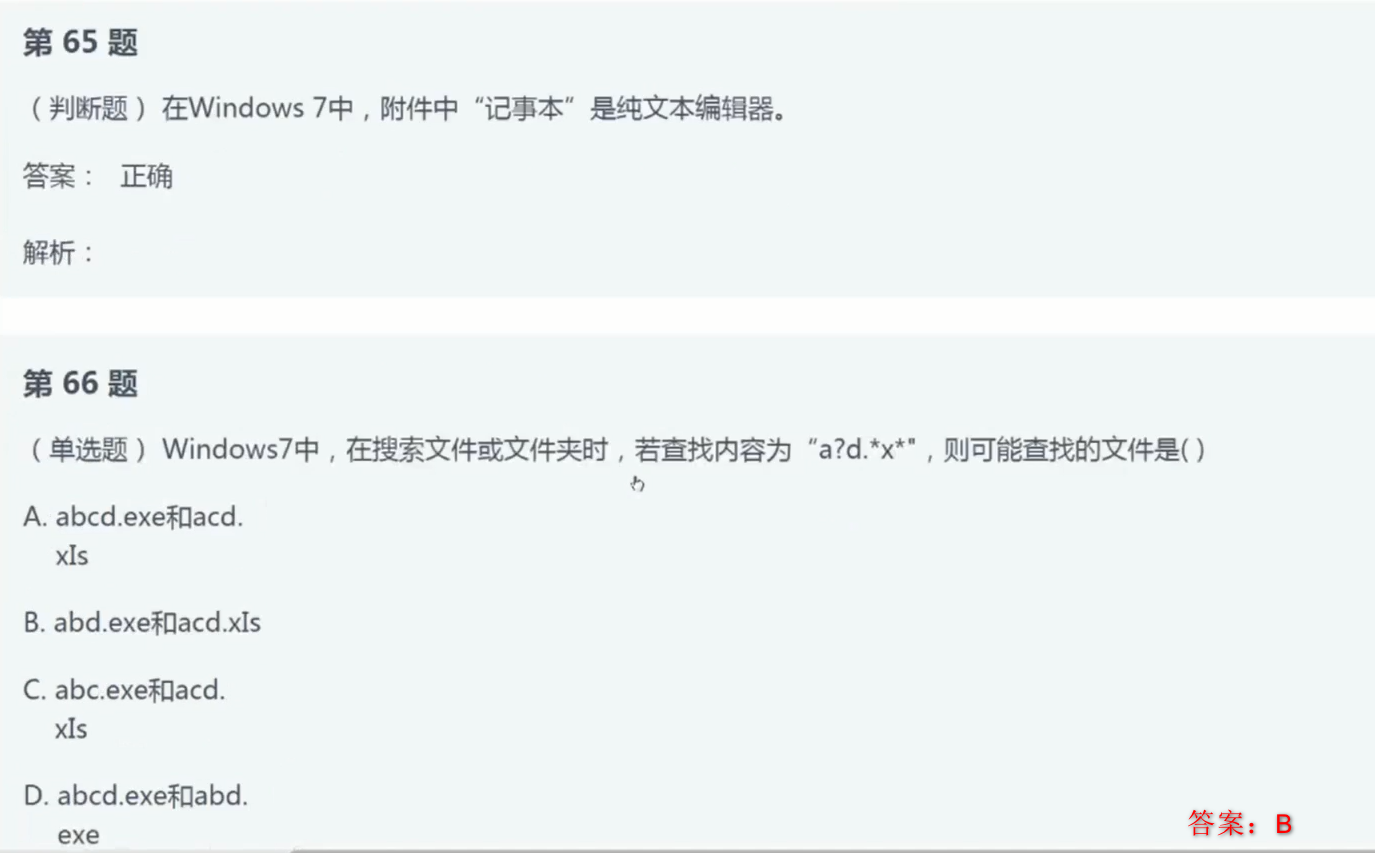 第 65 题
（ 判断题 ） 在Windows 7中，附件中“记事本”是纯文本编辑器。
答案： 正确
解析：
第 66 题
（ 单选题 ） Windows7中，在搜索文件或文件夹时，若查找内容为“a?d.*x*"，则可能查找的文件是( )
A. abcd.exe和acd.
xIs
B. abd.exe和acd.xIs
C. abc.exe和acd.
xIs
D. abcd.exe和abd.
exe
答案：B